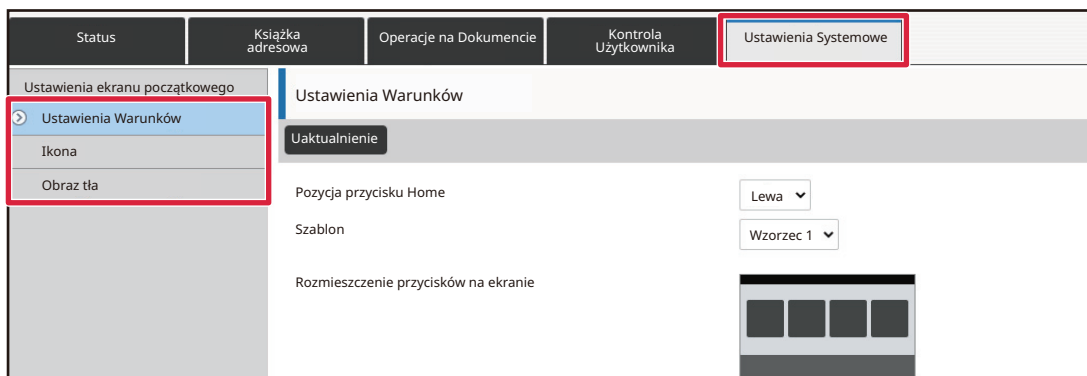 Status
Książka
adresowa
Operacje na Dokumencie
Kontrola
Użytkownika
Ustawienia Systemowe
Ustawienia ekranu początkowego
Ustawienia Warunków
Ikona
Obraz tła
Ustawienia Warunków
Uaktualnienie
Pozycja przycisku Home
Lewa
Szablon
Wzorzec 1
Rozmieszczenie przycisków na ekranie